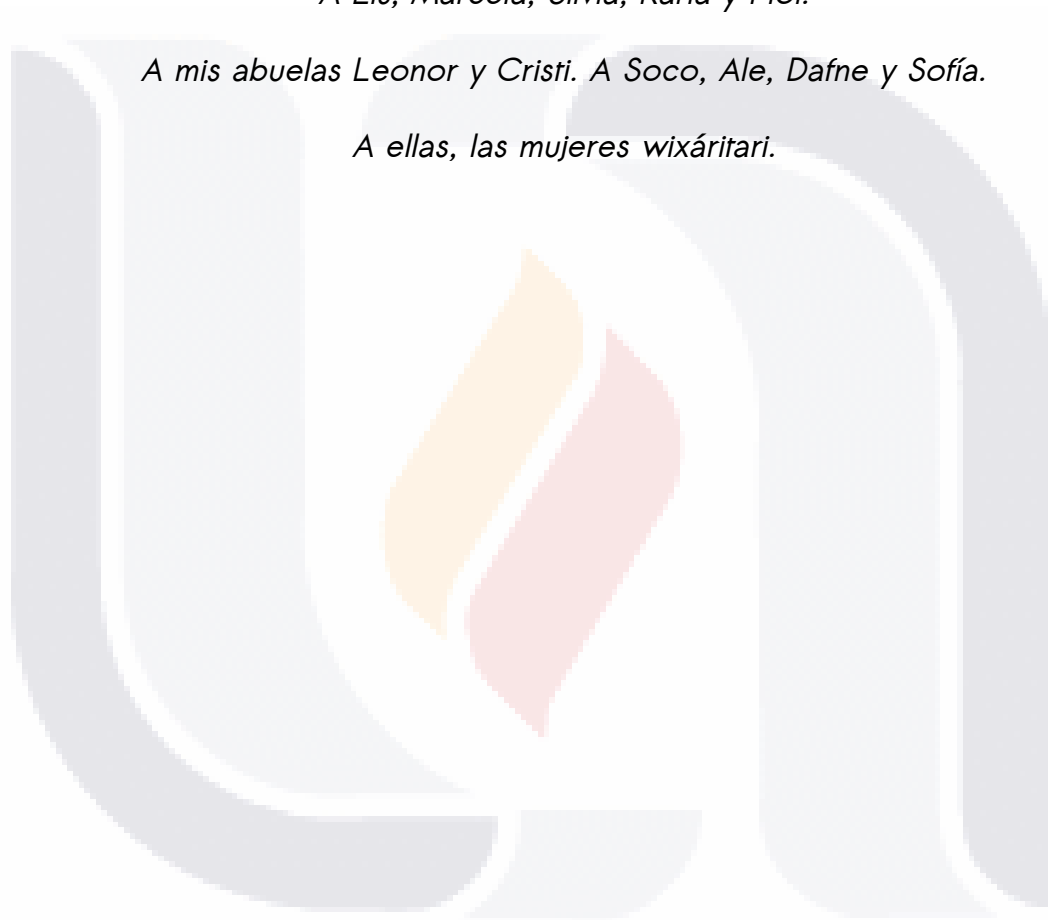 A mis abuelas Leonor y Cristi. A Soco, Ale, Dafne y Sofía.
A ellas, las mujeres wixáritari.